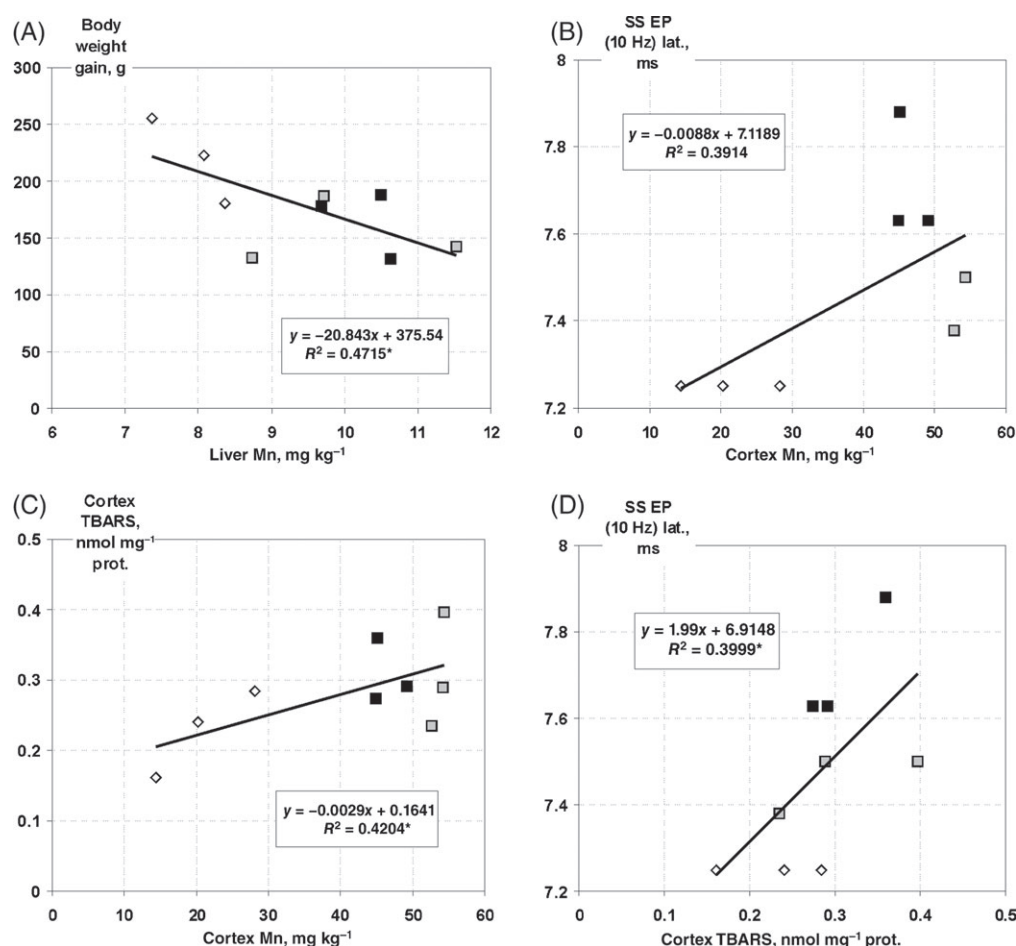 (A)
Body
weight
gain, g
300
250
200
150
100
50
0
y = −20.843x + 375.54
R² = 0.4715*
6 7 8 9 10 11 12
Liver Mn, mg kg⁻¹
(B)
SS EP
(10 Hz) lat.,
ms
8
7.8
7.6
7.4
7.2
y = −0.0088x + 7.1189
R² = 0.3914
0 10 20 30 40 50 60
Cortex Mn, mg kg⁻¹
(C)
Cortex
TBARS,
nmol mg⁻¹
prot.
0.5
0.4
0.3
0.2
0.1
0
y = −0.0029x + 0.1641
R² = 0.4204*
0 10 20 30 40 50 60
Cortex Mn, mg kg⁻¹
(D)
SS EP
(10 Hz) lat.,
ms
8
7.8
7.6
7.4
7.2
y = 1.99x + 6.9148
R² = 0.3999*
0 0.1 0.2 0.3 0.4 0.5
Cortex TBARS, nmol mg⁻¹ prot.